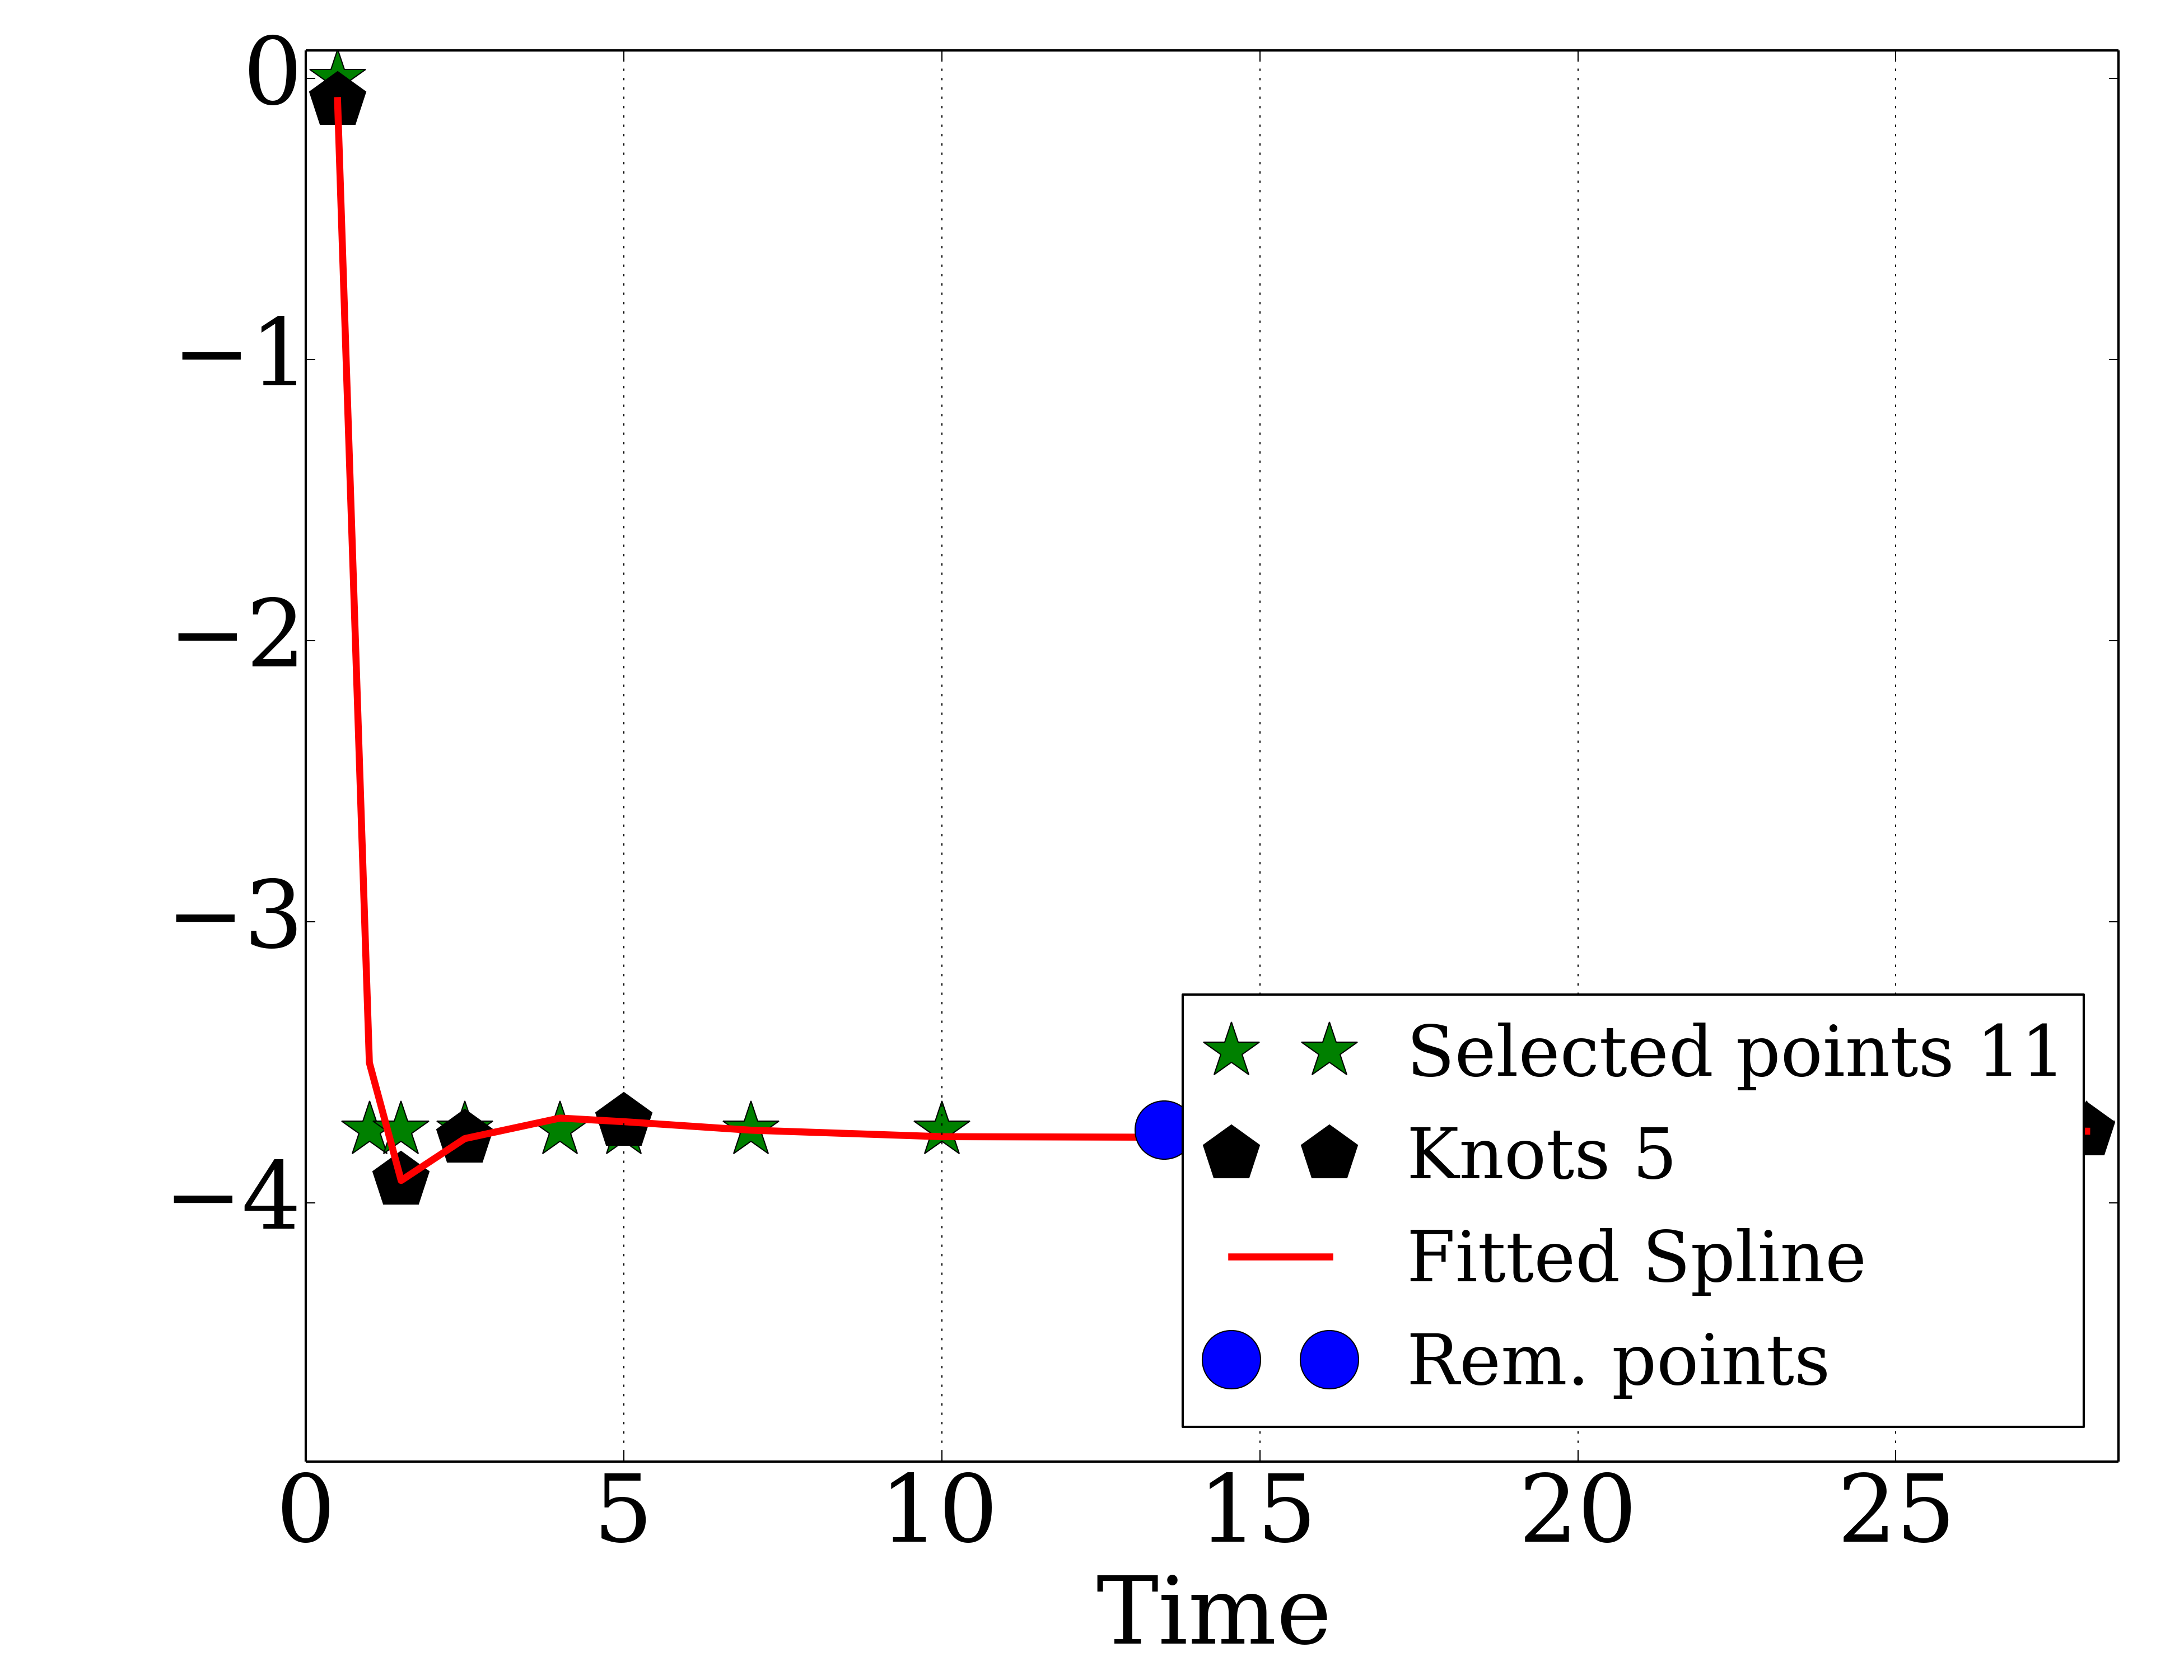 0
−1
−2
−3
−4
Selected points 11
Knots 5
Fitted Spline
Rem. points
0 5 10 15 20 25
Time